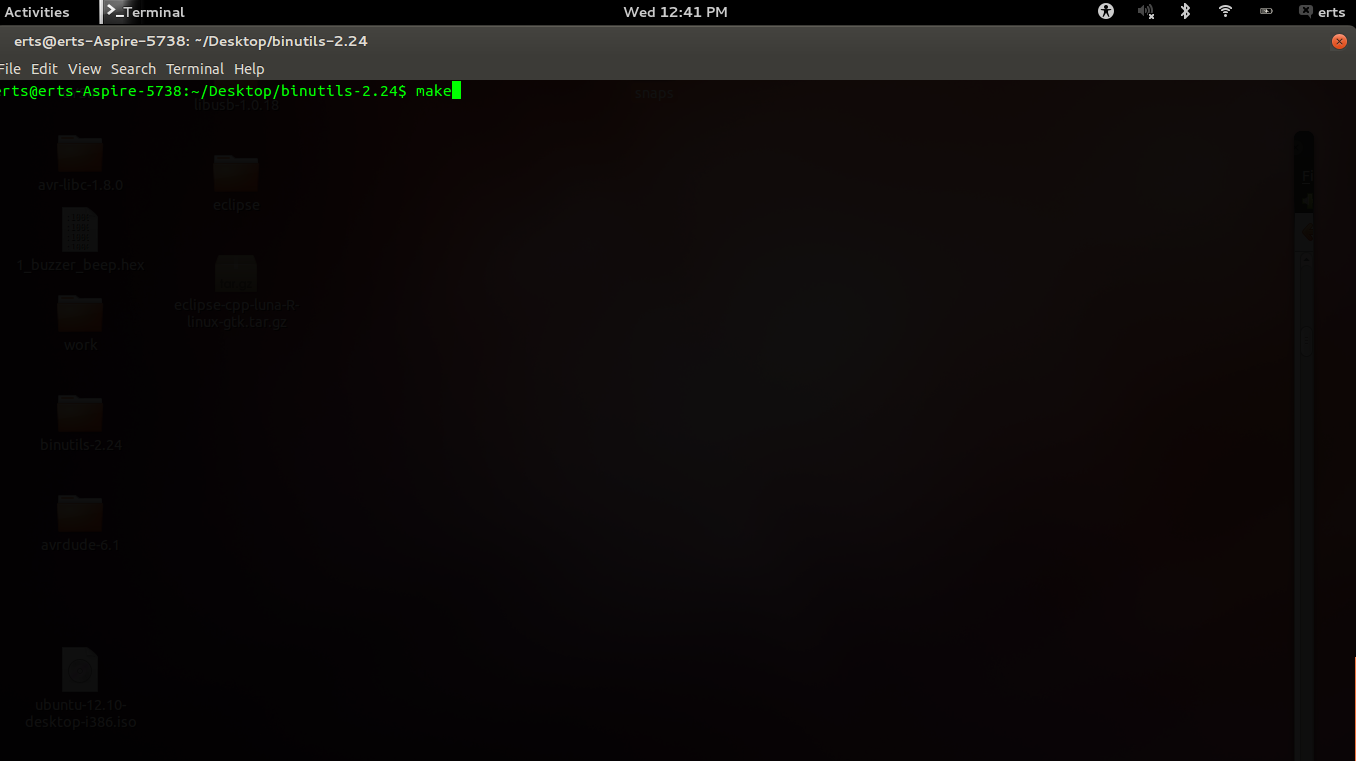 Activities Terminal Wed 12:41 PM erts
erts@erts-Aspire-5738: ~/Desktop/binutils-2.24
File Edit View Search Terminal Help
erts@erts-Aspire-5738:~/Desktop/binutils-2.24$ make
snaps
libusb-1.0.18
avr-libc-1.8.0
eclipse
1_buzzer_beep.hex
eclipse-cpp-luna-R-
linux-gtk.tar.gz
work
binutils-2.24
avrdude-6.1
ubuntu-12.10-
desktop-i386.iso